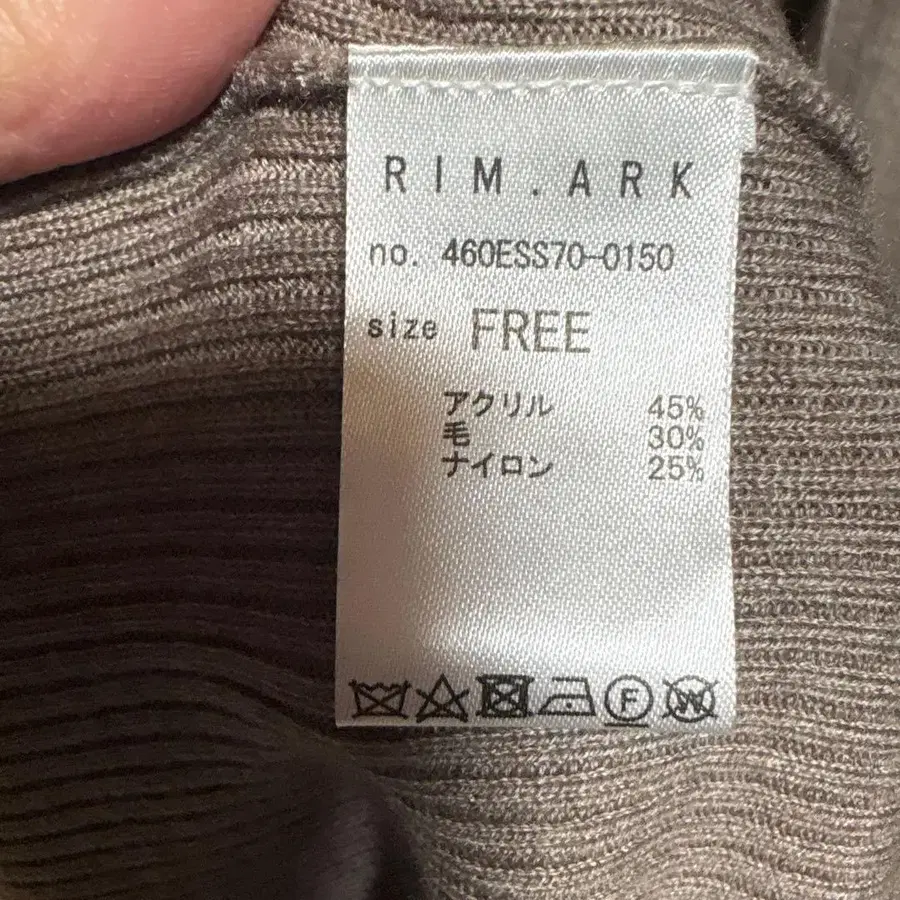 RIM.ARK
no. 460ESS70-0150
size FREE
アクリル 45%
毛 30%
ナイロン 25%
F W